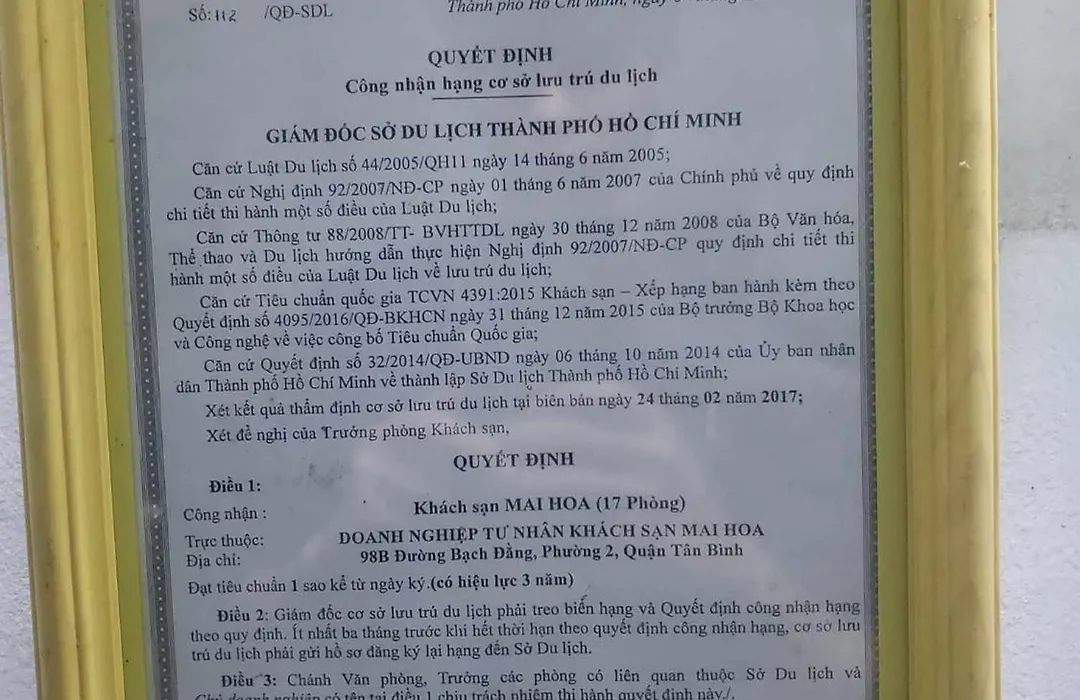 Số: 112 /QĐ-SDL
Thành phố Hồ Chí Minh, ngày
QUYẾT ĐỊNH
Công nhận hạng cơ sở lưu trú du lịch
GIÁM ĐỐC SỞ DU LỊCH THÀNH PHỐ HỒ CHÍ MINH
Căn cứ Luật Du lịch số 44/2005/QH11 ngày 14 tháng 6 năm 2005;
Căn cứ Nghị định 92/2007/NĐ-CP ngày 01 tháng 6 năm 2007 của Chính phủ về quy định
chi tiết thi hành một số điều của Luật Du lịch;
Căn cứ Thông tư 88/2008/TT- BVHTTDL ngày 30 tháng 12 năm 2008 của Bộ Văn hóa,
Thể thao và Du lịch hướng dẫn thực hiện Nghị định 92/2007/NĐ-CP quy định chi tiết thi
hành một số điều của Luật Du lịch về lưu trú du lịch;
Căn cứ Tiêu chuẩn quốc gia TCVN 4391:2015 Khách sạn – Xếp hạng ban hành kèm theo
Quyết định số 4095/2016/QĐ-BKHCN ngày 31 tháng 12 năm 2015 của Bộ trưởng Bộ Khoa học
và Công nghệ về việc công bố Tiêu chuẩn Quốc gia;
Căn cứ Quyết định số 32/2014/QĐ-UBND ngày 06 tháng 10 năm 2014 của Ủy ban nhân
dân Thành phố Hồ Chí Minh về thành lập Sở Du lịch Thành phố Hồ Chí Minh;
Xét kết quả thẩm định cơ sở lưu trú du lịch tại biên bản ngày 24 tháng 02 năm 2017;
Xét đề nghị của Trưởng phòng Khách sạn,
QUYẾT ĐỊNH
Điều 1:
Công nhận : Khách sạn MAI HOA (17 Phòng)
Trực thuộc: DOANH NGHIỆP TƯ NHÂN KHÁCH SẠN MAI HOA
Địa chỉ: 98B Đường Bạch Đằng, Phường 2, Quận Tân Bình
Đạt tiêu chuẩn 1 sao kể từ ngày ký.(có hiệu lực 3 năm)
Điều 2: Giám đốc cơ sở lưu trú du lịch phải treo biển hạng và Quyết định công nhận hạng
theo quy định. Ít nhất ba tháng trước khi hết thời hạn theo quyết định công nhận hạng, cơ sở lưu
trú du lịch phải gửi hồ sơ đăng ký lại hạng đến Sở Du lịch.
Điều 3: Chánh Văn phòng, Trưởng các phòng có liên quan thuộc Sở Du lịch và
Chủ doanh nghiệp có tên tại điều 1 chịu trách nhiệm thi hành quyết định này./.